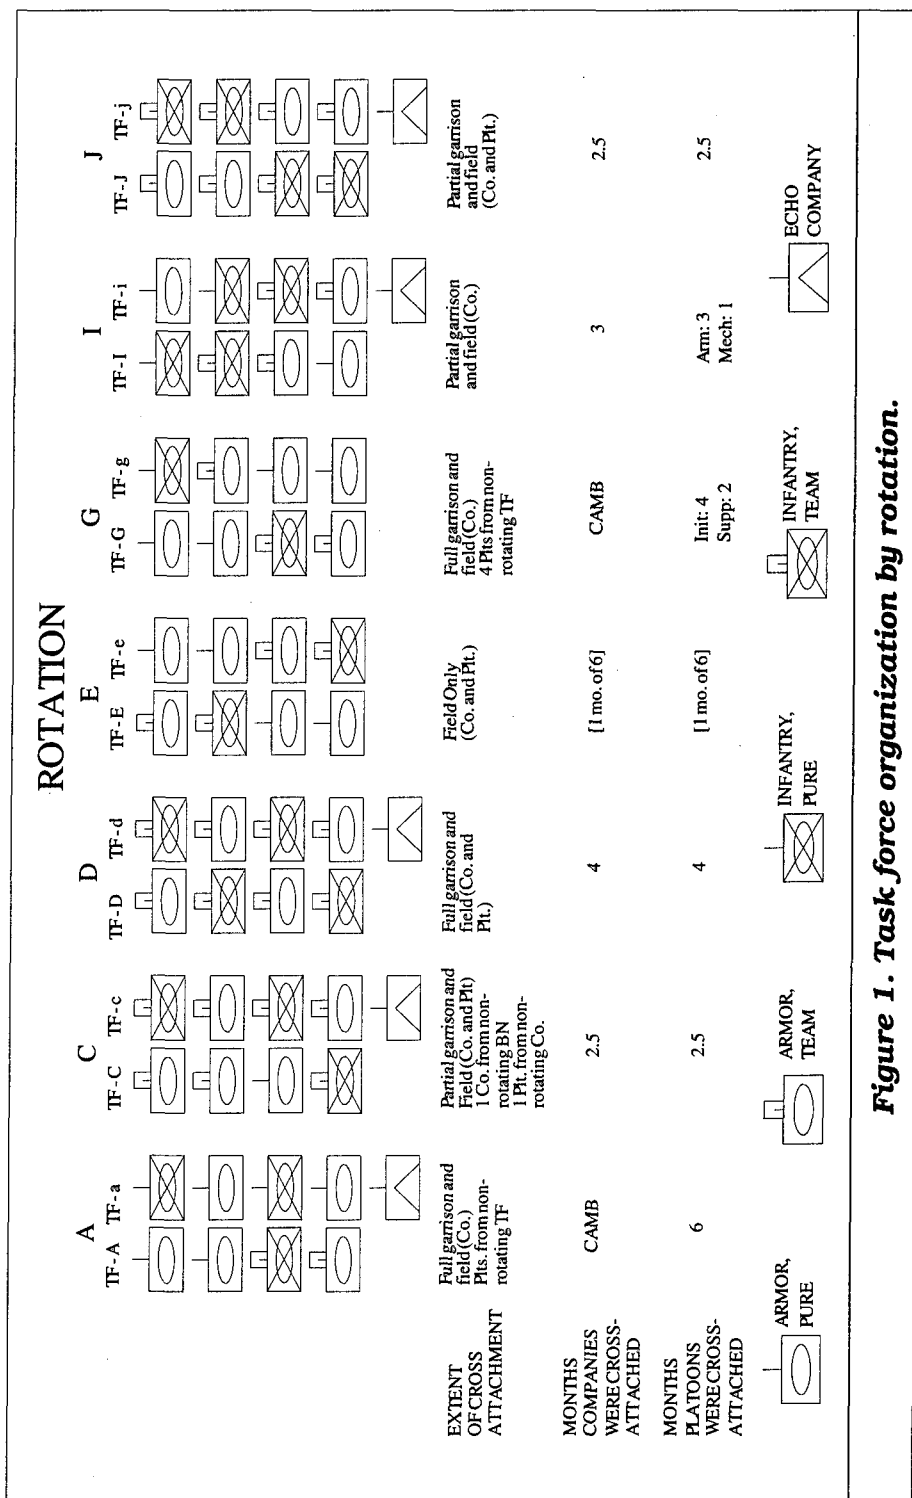 ROTATION
A
C
D
E
G
I
J
TF-A TF-a
TF-C TF-c
TF-D TF-d
TF-E TF-e
TF-G TF-g
TF-I TF-i
TF-J TF-j
EXTENT
OF CROSS
ATTACHMENT
Full garrison and
field (Co.)
Plts. from non-
rotating TF
Partial garrison and
Field (Co. and Plt)
1 Co. from non-
rotating BN
1 Plt. from non-
rotating Co.
Full garrison and
field (Co. and
Plt.)
Field Only
(Co. and Plt.)
Full garrison and
field (Co.)
4 Plts from non-
rotating TF
Partial garrison
and field (Co.)
Partial garrison
and field
(Co. and Plt.)
MONTHS
COMPANIES
WERE CROSS-
ATTACHED
CAMB
2.5
4
[1 mo. of 6]
CAMB
3
2.5
MONTHS
PLATOONS
WERE CROSS-
ATTACHED
6
2.5
4
[1 mo. of 6]
Init: 4
Supp: 2
Arm: 3
Mech: 1
2.5
ARMOR,
PURE
ARMOR,
TEAM
INFANTRY,
PURE
INFANTRY,
TEAM
ECHO
COMPANY
Figure 1. Task force organization by rotation.